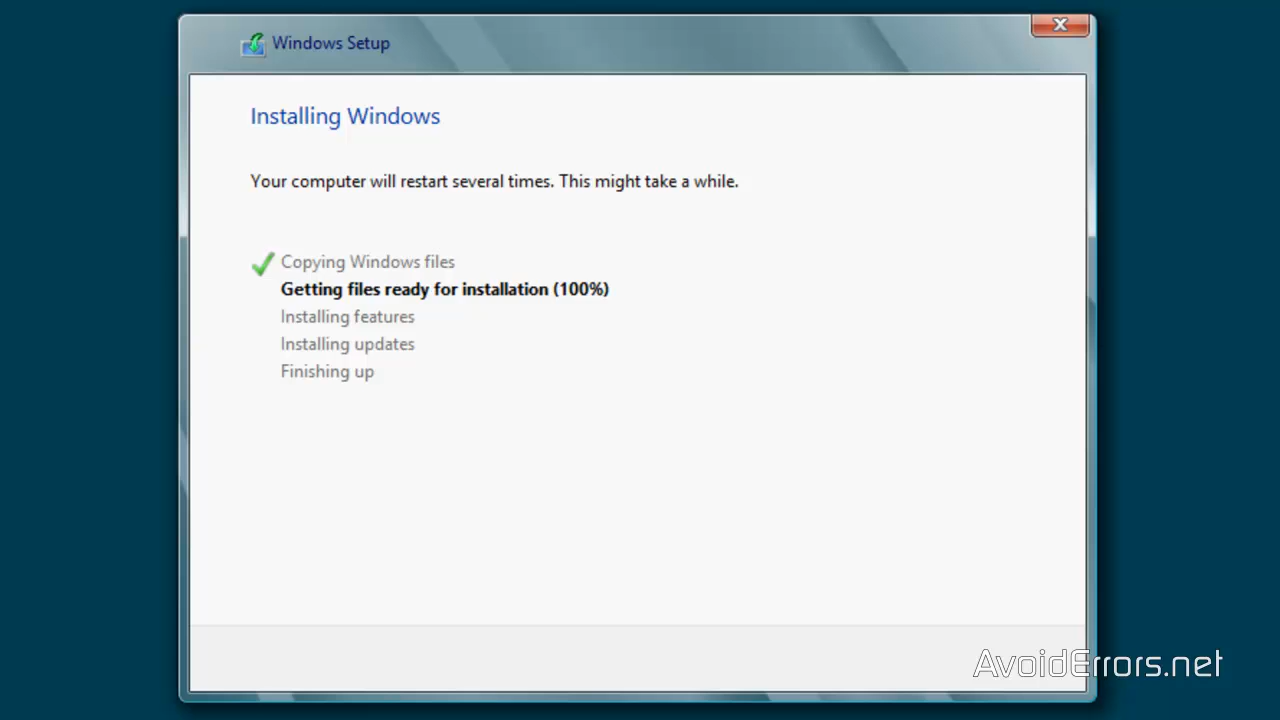 Windows Setup
Installing Windows
Your computer will restart several times. This might take a while.
Copying Windows files
Getting files ready for installation (100%)
Installing features
Installing updates
Finishing up
AvoidErrors.net